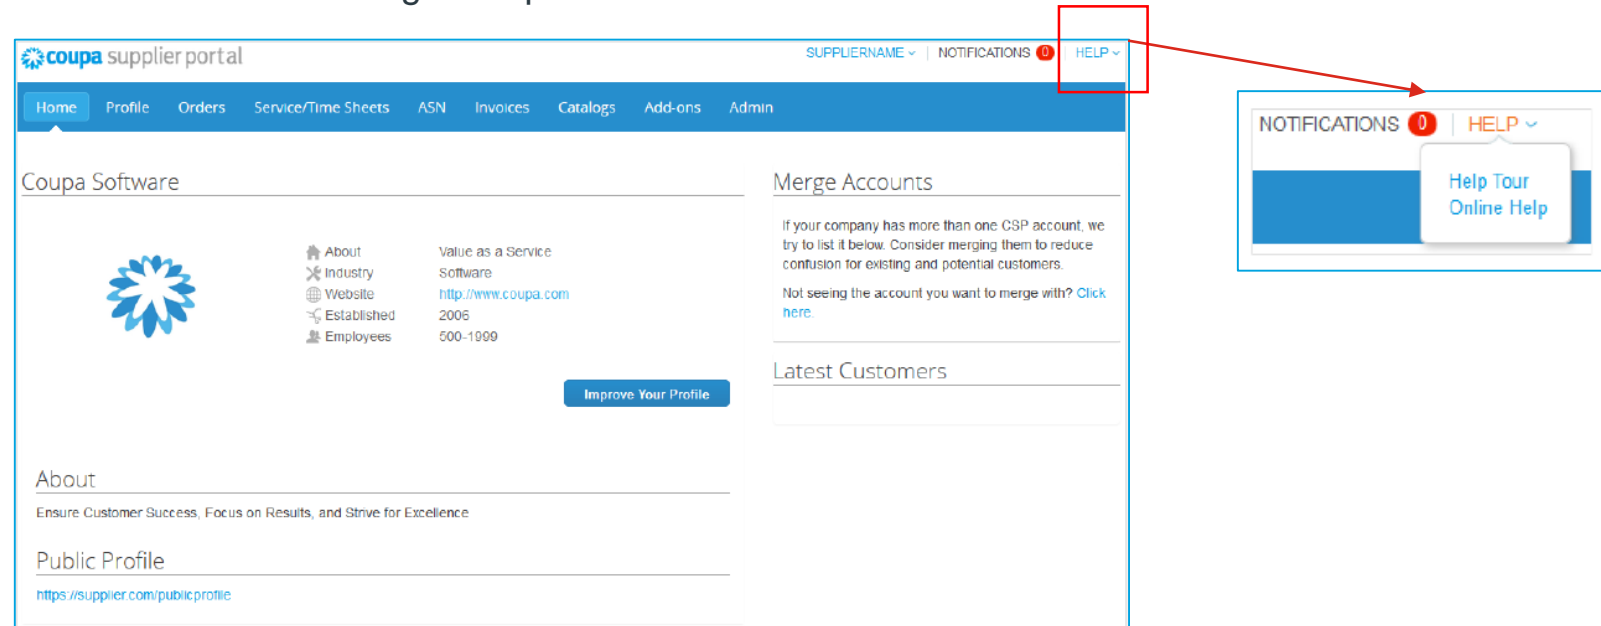 coupa supplier portal
SUPPLIERNAME
NOTIFICATIONS 0
HELP
Home Profile Orders Service/Time Sheets ASN Invoices Catalogs Add-ons Admin
NOTIFICATIONS 0 HELP
Help Tour
Online Help
Coupa Software
About Value as a Service
Industry Software
Website http://www.coupa.com
Established 2006
Employees 500-1999
Improve Your Profile
About
Ensure Customer Success, Focus on Results, and Strive for Excellence
Public Profile
https://supplier.com/publicprofile
Merge Accounts
If your company has more than one CSP account, we
try to list it below. Consider merging them to reduce
confusion for existing and potential customers.
Not seeing the account you want to merge with? Click
here.
Latest Customers